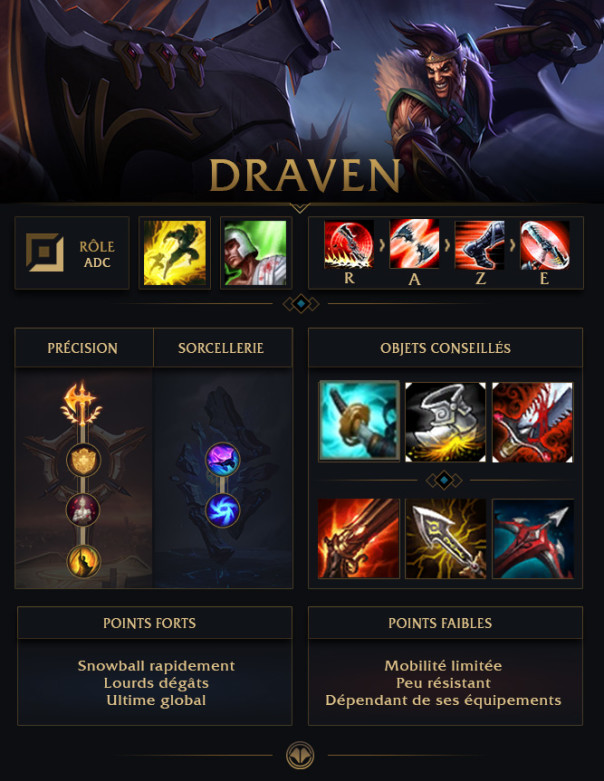 DRAVEN
RÔLE
ADC
R
A
Z
E
PRÉCISION
SORCELLERIE
OBJETS CONSEILLÉS
POINTS FORTS
Snowball rapidement
Lourds dégâts
Ultime global
POINTS FAIBLES
Mobilité limitée
Peu résistant
Dépendant de ses équipements